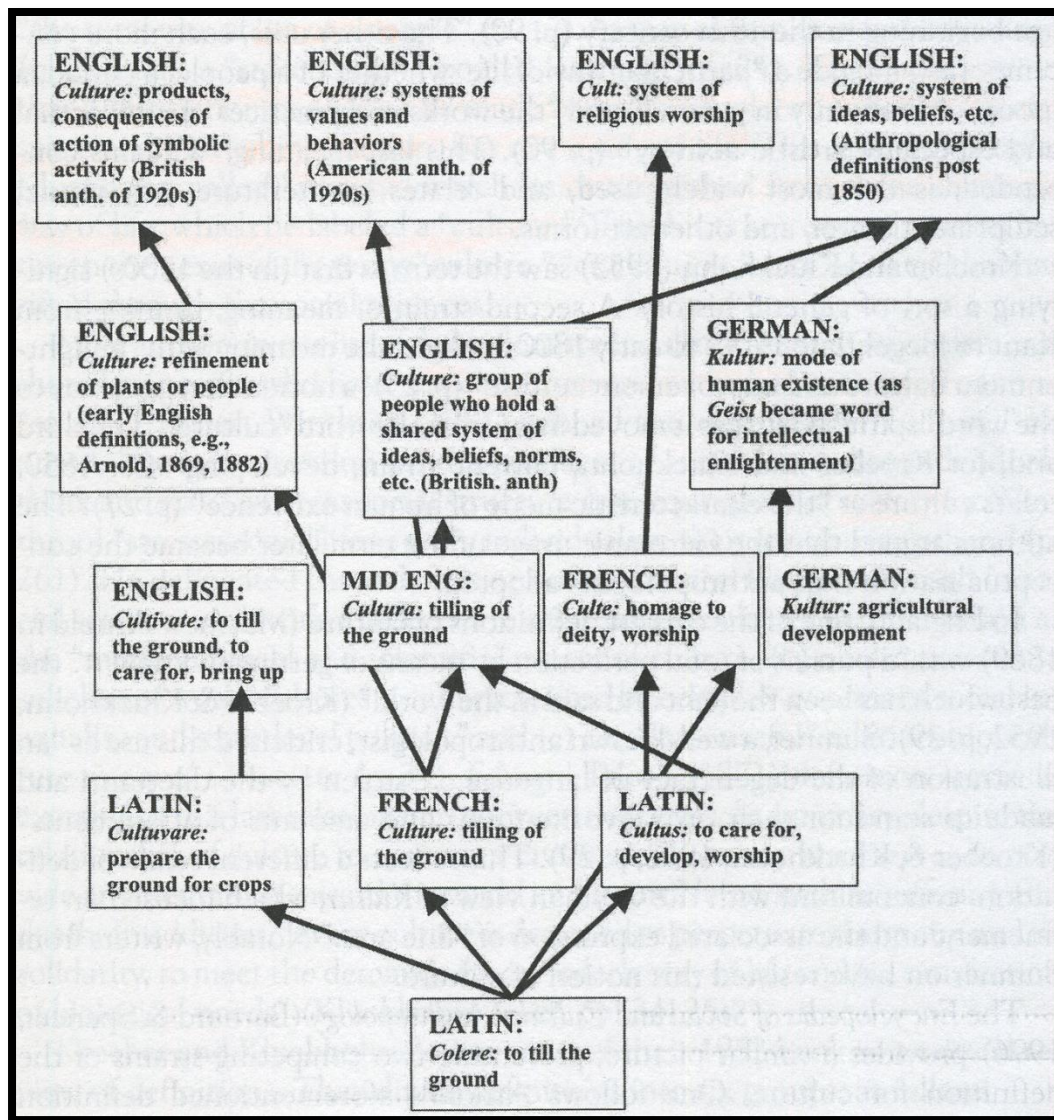 ENGLISH:
Culture: products,
consequences of
action of symbolic
activity (British
anth, of 1920s)
ENGLISH:
Culture: systems of
values and
behaviors
(American anth. of
1920s)
ENGLISH:
Cult: system of
religious worship
ENGLISH:
Culture: system of
ideas, beliefs, etc.
(Anthropological
definitions post
1850)
ENGLISH:
Culture: refinement
of plants or people
(early English
definitions, e.g.,
Arnold, 1869, 1882)
ENGLISH:
Culture: group of
people who have
shared system of
ideas, beliefs, norms,
etc. (British. anth)
GERMAN:
Kultur: mode of
human existence (as
Geist became word
for intellectual
enlightenment)
ENGLISH:
Cultivate: to till
the ground, to
care for, bring up
MID ENG:
Cultura: tilling of
the ground
FRENCH:
Culte: homage to
deity, worship
GERMAN:
Kultur: agricultural
development
LATIN:
Cultuvare:
prepare the
ground for crops
FRENCH:
Culture: tilling of
the ground
LATIN:
Cultus: to care for,
develop, worship
LATIN:
Colere: to till the
ground